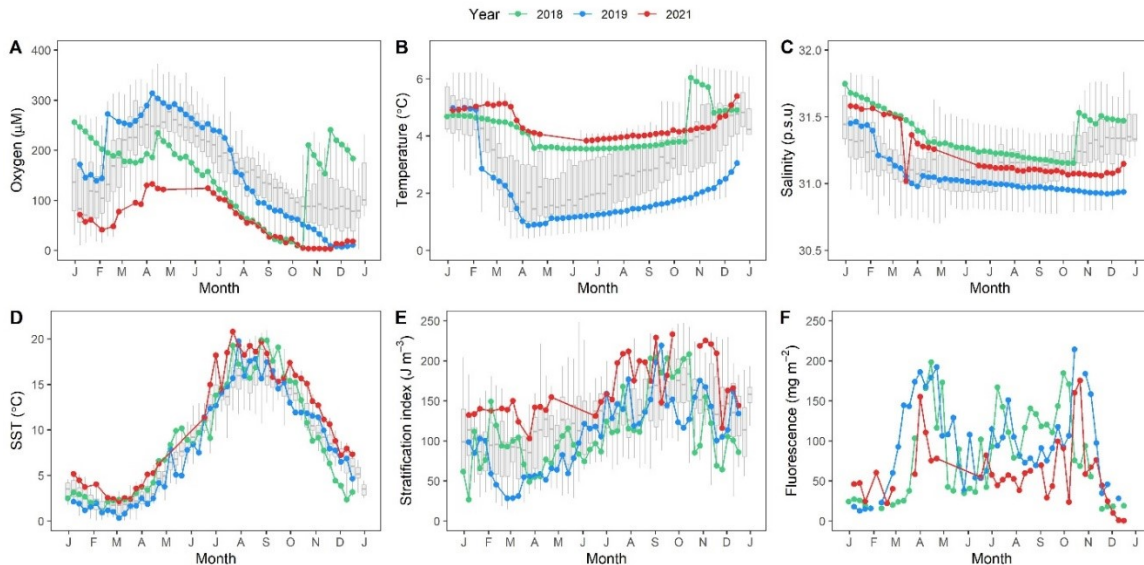 Year 2018 2019 2021
A B C
400
300
200
100
0
Oxygen (µM)
J F M A M J J A S O N D J
Month
6
4
2
0
Temperature (°C)
J F M A M J J A S O N D J
Month
32.0
31.5
31.0
30.5
Salinity (p.s.u)
J F M A M J J A S O N D J
Month
D E F
20
15
10
5
0
SST (°C)
J F M A M J J A S O N D J
Month
250
200
150
100
50
0
Stratification index (J m⁻³)
J F M A M J J A S O N D J
Month
250
200
150
100
50
0
Fluorescence (mg m⁻²)
J F M A M J J A S O N D J
Month